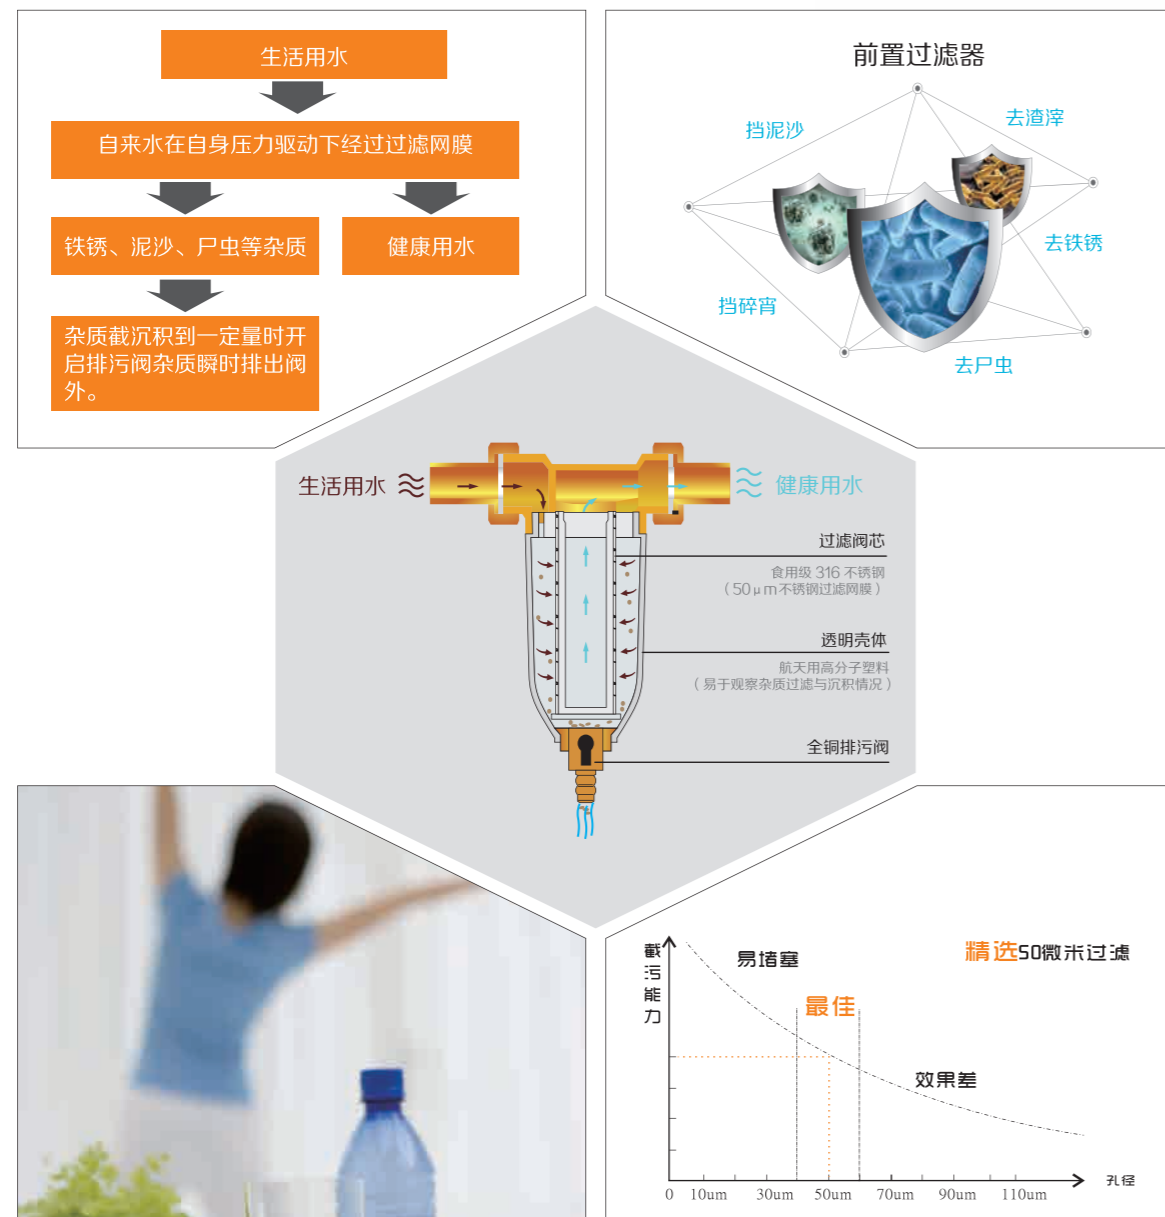 生活用水
自来水在自身压力驱动下经过过滤网膜
铁锈、泥沙、尸虫等杂质
健康用水
杂质截沉积到一定量时开
启排污阀杂质瞬时排出阀
外。
前置过滤器
挡泥沙
去渣滓
去铁锈
挡碎宵
去尸虫
生活用水
健康用水
过滤阀芯
食用级 316 不锈钢
（50μm不锈钢过滤网膜）
透明壳体
航天用高分子塑料
（易于观察杂质过滤与沉积情况）
全铜排污阀
截污能力
易堵塞
精选50微米过滤
最佳
效果差
孔径
0 10um 30um 50um 70um 90um 110um